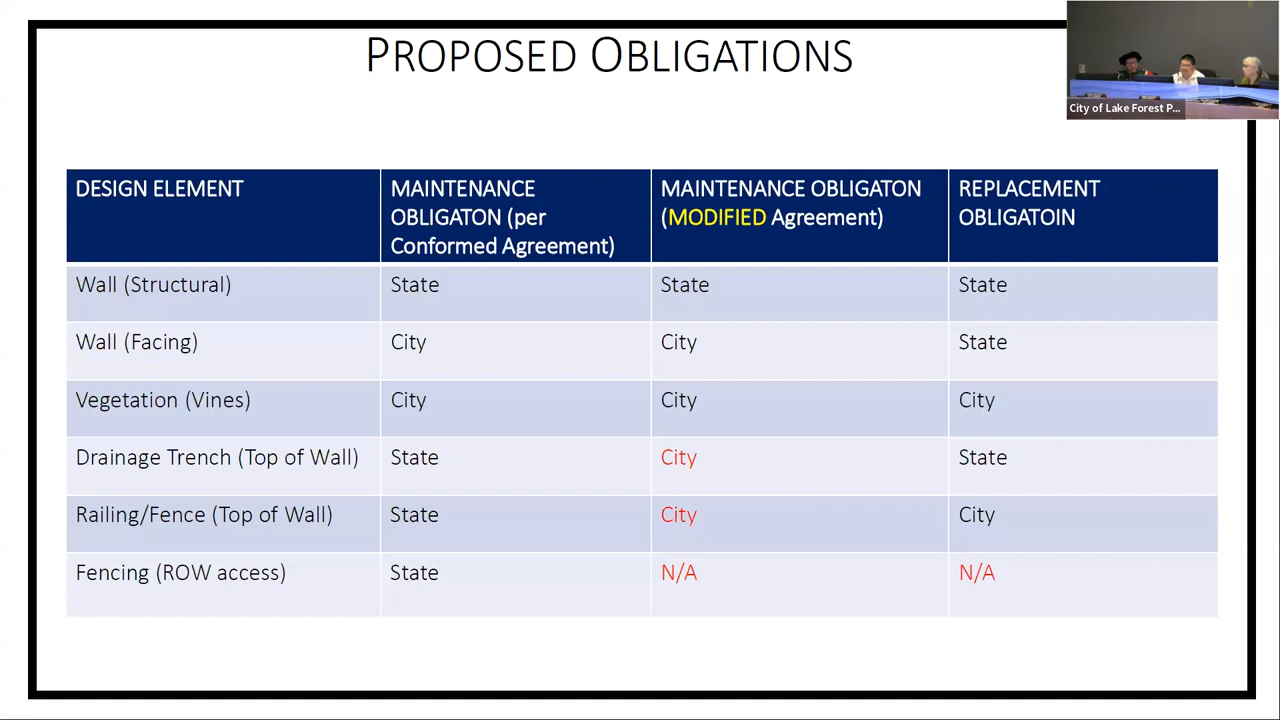 PROPOSED OBLIGATIONS
City of Lake Forest P...
DESIGN ELEMENT
MAINTENANCE
OBLIGATON (per
Conformed Agreement)
MAINTENANCE OBLIGATON
(MODIFIED Agreement)
REPLACEMENT
OBLIGATOIN
Wall (Structural)
State
State
State
Wall (Facing)
City
City
State
Vegetation (Vines)
City
City
City
Drainage Trench (Top of Wall)
State
City
State
Railing/Fence (Top of Wall)
State
City
City
Fencing (ROW access)
State
N/A
N/A